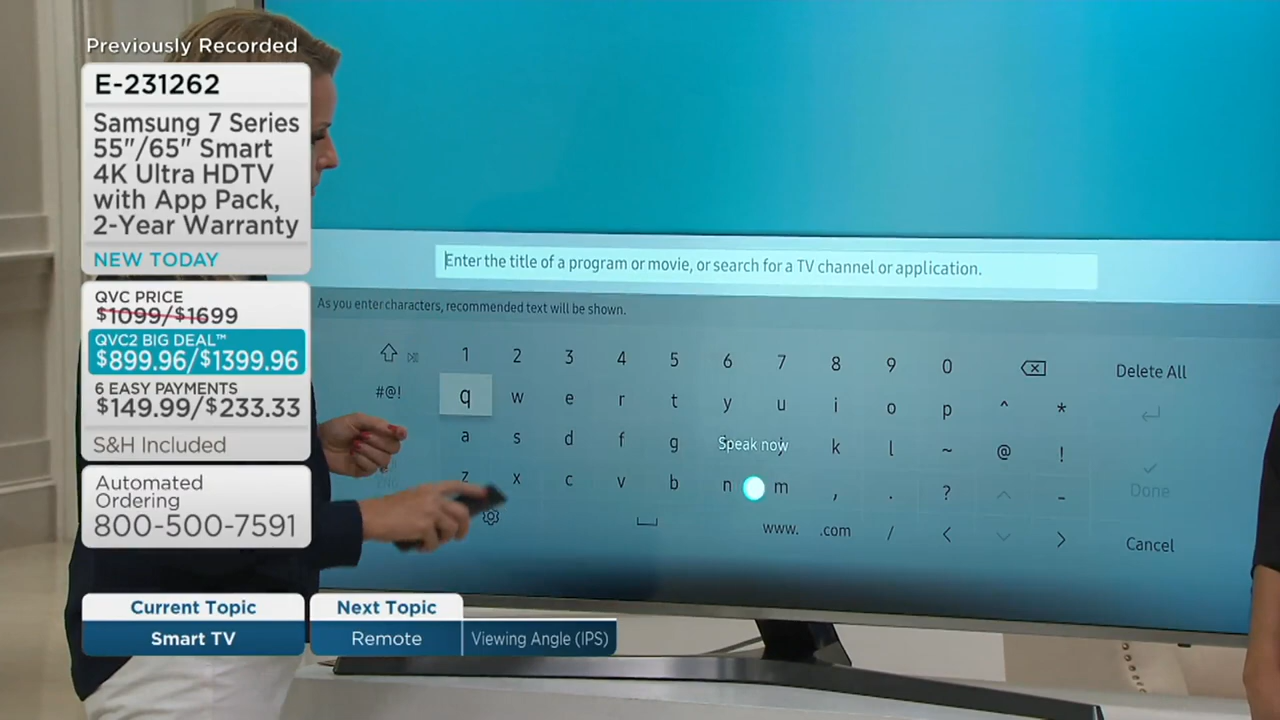 Previously Recorded
E-231262
Samsung 7 Series
55"/65" Smart
4K Ultra HDTV
with App Pack,
2-Year Warranty
NEW TODAY
QVC PRICE
$1099/$1699
QVC2 BIG DEAL™
$899.96/$1399.96
6 EASY PAYMENTS
$149.99/$233.33
S&H Included
Automated
Ordering
800-500-7591
Current Topic
Smart TV
Next Topic
Remote
Viewing Angle (IPS)
Enter the title of a program or movie, or search for a TV channel or application.
As you enter characters, recommended text will be shown.
1 2 3 4 5 6 7 8 9 0 Delete All
#@! q w e r t y u i o p ^ *
a s d f g Speak now k l ~ @ !
z x c v b n m , . ? ^ - Done
www. .com / < > Cancel